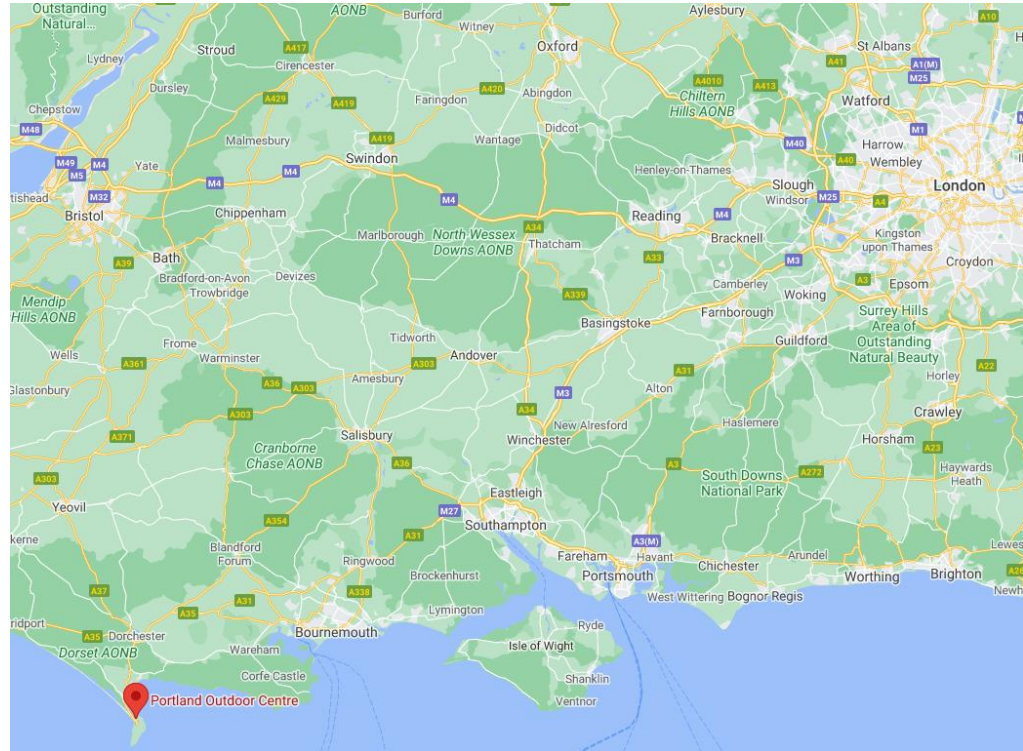 Outstanding
Natural...
AONB
Burford
Witney
Aylesbury
A10
Stroud
A417
Oxford
St Albans
Lydney
Cirencester
A41
A1(M)
Dursley
A420
A4010
A413
M25
Chepstow
A429
A419
Faringdon
Abingdon
Chiltern
Hills AONB
Watford
M48
Malmesbury
A419
Wantage
Didcot
M40
Harrow
M1
M49
M4
Yate
Swindon
Henley-on-Thames
A40
Wembley
M5
M4
M4
Slough
London
tishead
M32
M4
Reading
Windsor
M25
A4
Bristol
Chippenham
Marlborough
North Wessex
Downs AONB
A34
M4
Bracknell
Kingston
upon Thames
Bath
Thatcham
A33
M3
Croydon
A39
Bradford-on-Avon
Devizes
Camberley
A3
Epsom
Mendip
Hills AONB
Trowbridge
A339
Woking
Farnborough
Surrey Hills
Area of
Outstanding
Natural Beauty
Basingstoke
Frome
Tidworth
Guildford
Wells
A361
Warminster
Andover
A303
A31
A22
Glastonbury
A36
A303
Amesbury
M3
Alton
Horley
A303
A34
New Alresford
Haslemere
Crawley
A371
Salisbury
Winchester
Horsham
A23
Cranborne
Chase AONB
A36
A3
South Downs
National Park
A272
Haywards
Heath
A303
Yeovil
Eastleigh
M27
Southampton
kerne
A354
A31
A3(M)
Lewes
Blandford
Forum
Ringwood
Fareham
Havant
Chichester
Arundel
Brockenhurst
Portsmouth
Worthing
Brighton
A26
A37
A338
West Wittering
Bognor Regis
Newh
A31
Lymington
ridport
A35
A35
Dorchester
Bournemouth
Ryde
Dorset AONB
Wareham
Isle of Wight
Corfe Castle
Shanklin
Portland Outdoor Centre
Ventnor